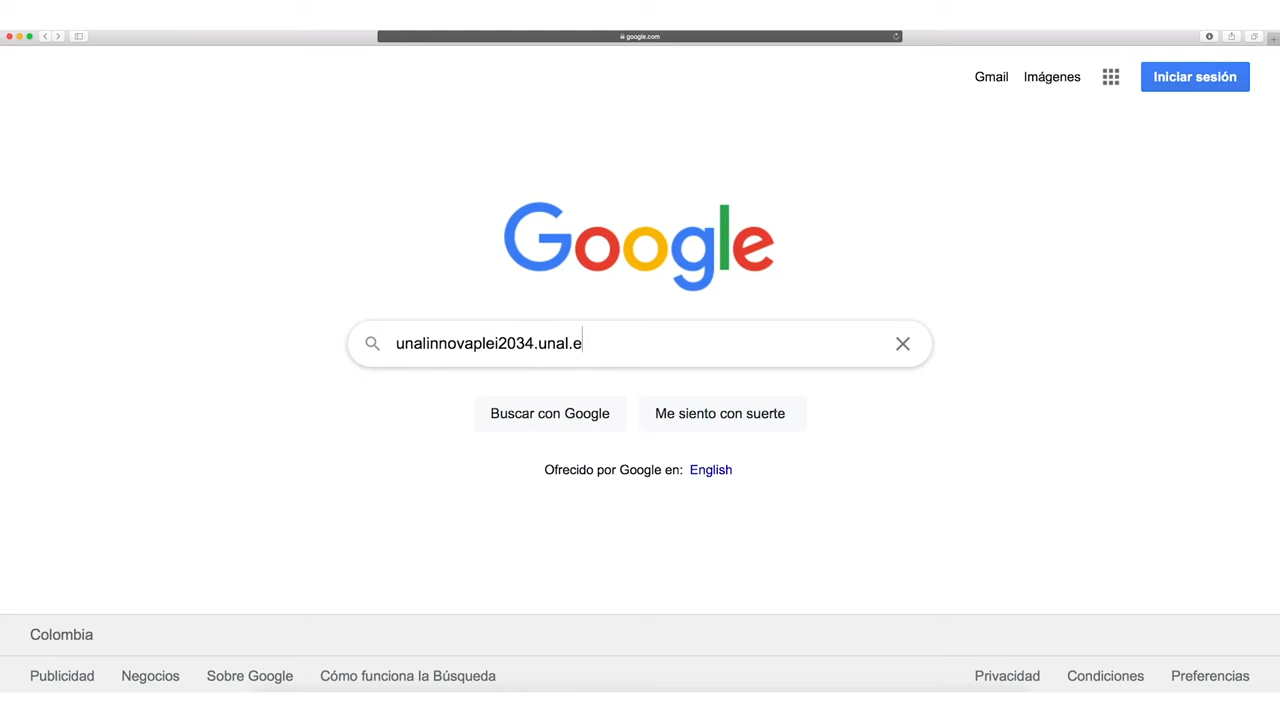 google.com
Gmail Imágenes Iniciar sesión
Google
unalinnovaplei2034.unal.e
Buscar con Google Me siento con suerte
Ofrecido por Google en: English
Colombia
Publicidad Negocios Sobre Google Cómo funciona la Búsqueda Privacidad Condiciones Preferencias